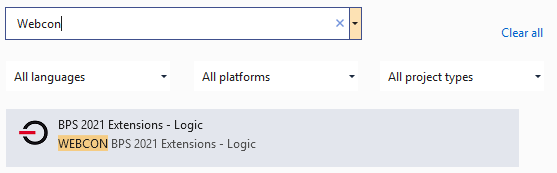 Webcon
Clear all
All languages
All platforms
All project types
BPS 2021 Extensions - Logic
WEBCON BPS 2021 Extensions - Logic